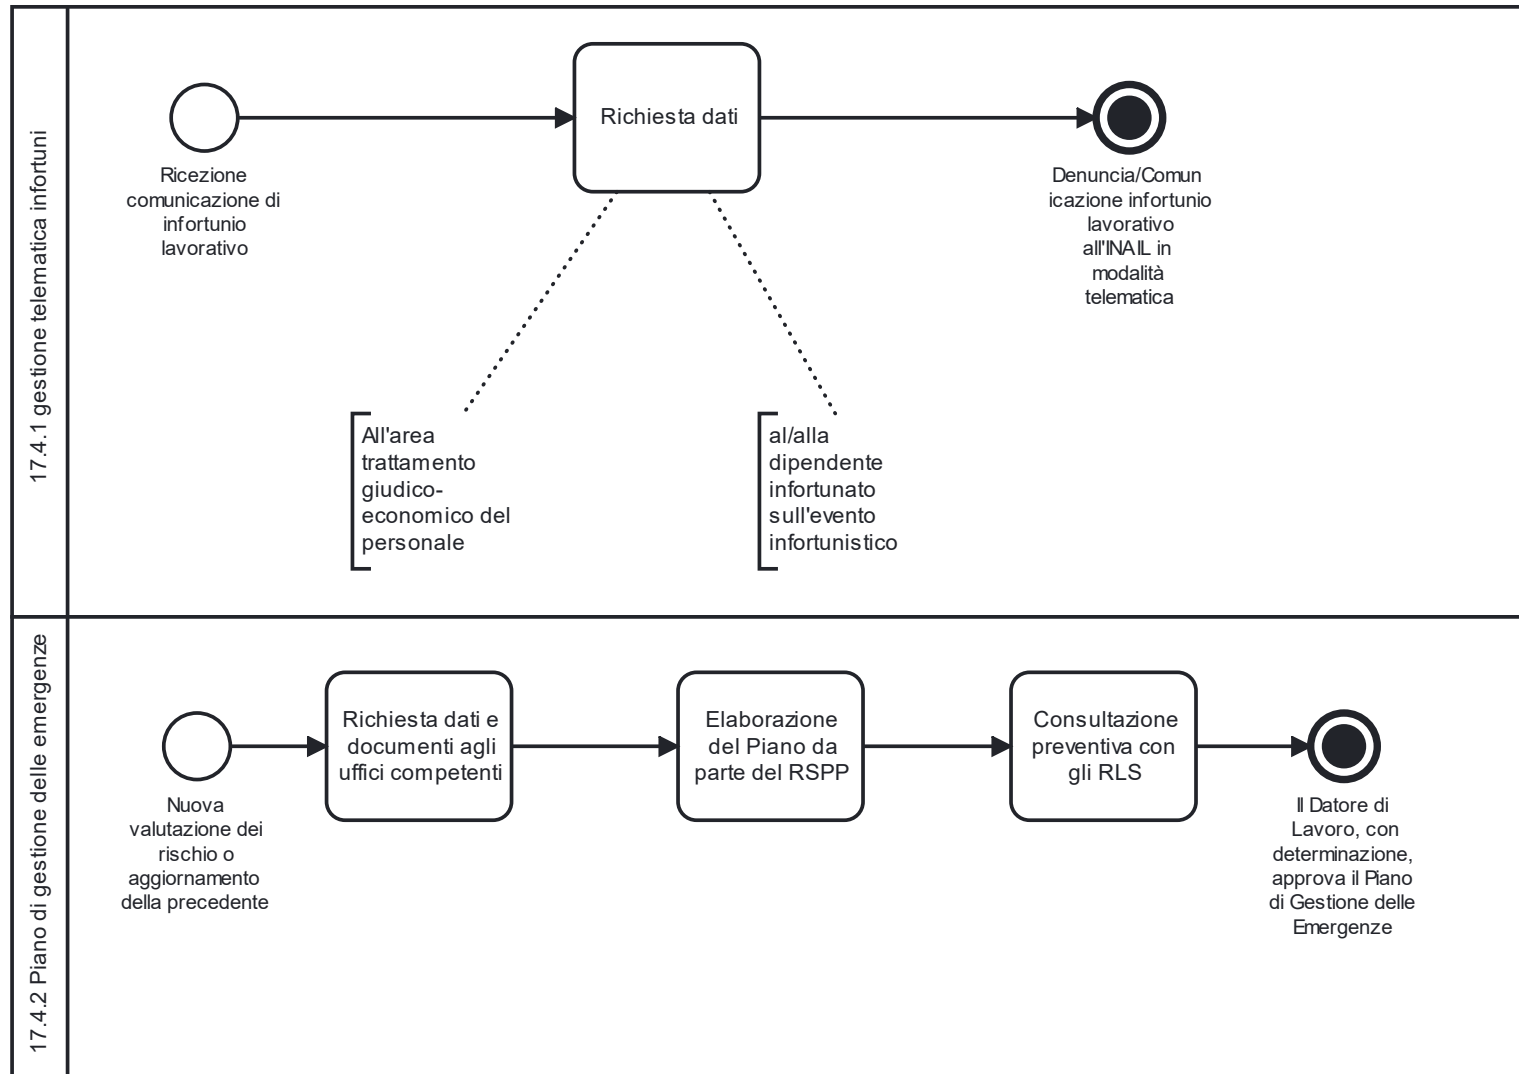 17.4.1 gestione telematica infortuni
Richiesta dati
Ricezione
comunicazione di
infortunio
lavorativo
Denuncia/Comun
icazione infortunio
lavorativo
all'INAIL in
modalità
telematica
All'area
trattamento
giudico-
economico del
personale
al/alla
dipendente
infortunato
sull'evento
infortunistico
17.4.2 Piano di gestione delle emergenze
Nuova
valutazione dei
rischio o
aggiornamento
della precedente
Richiesta dati e
documenti agli
uffici competenti
Elaborazione
del Piano da
parte del RSPP
Consultazione
preventiva con
gli RLS
Il Datore di
Lavoro, con
determinazione,
approva il Piano
di Gestione delle
Emergenze